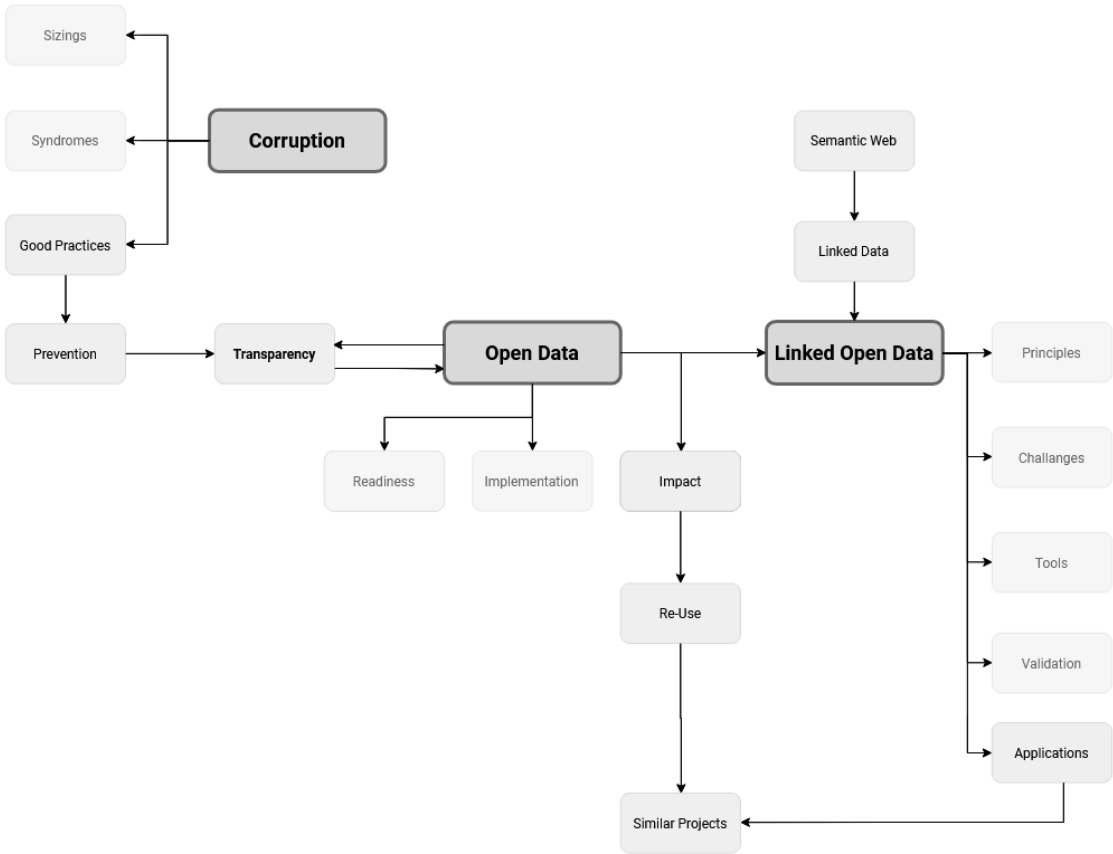 Sizings
Syndromes
Corruption
Semantic Web
Good Practices
Linked Data
Prevention
Transparency
Open Data
Linked Open Data
Principles
Readiness
Implementation
Impact
Challanges
Tools
Re-Use
Validation
Applications
Similar Projects